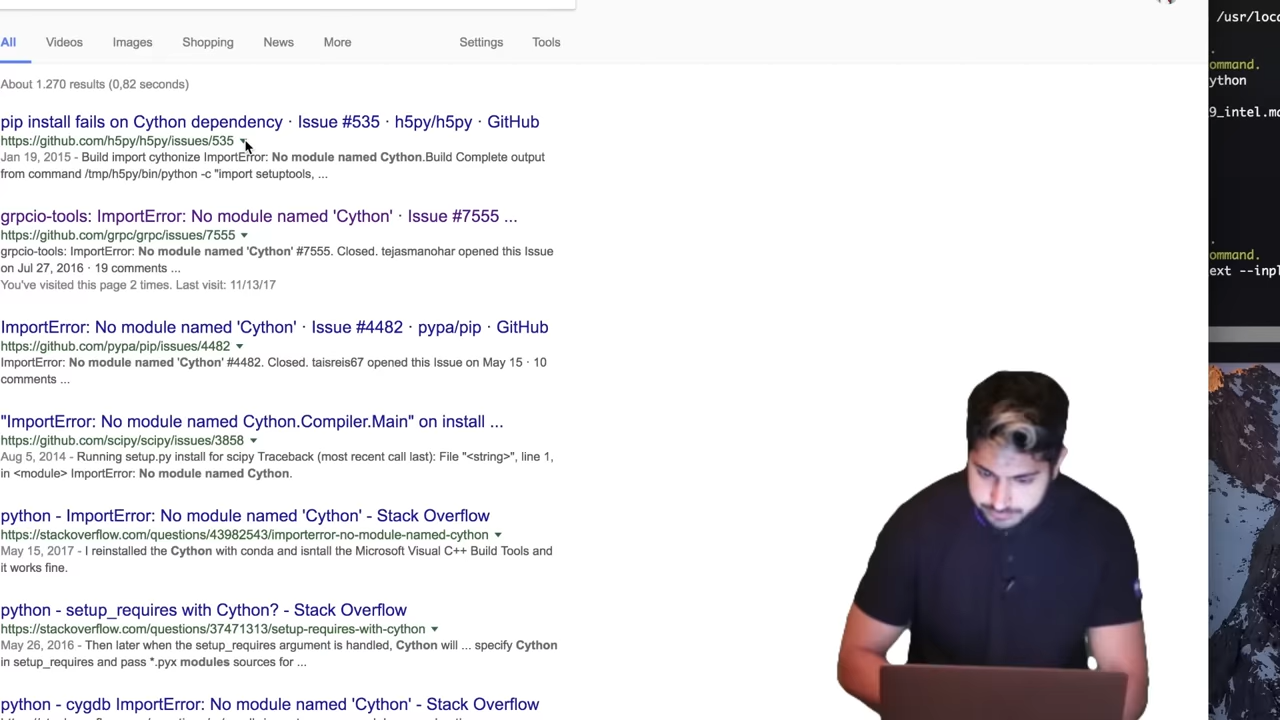 All Videos Images Shopping News More Settings Tools
About 1.270 results (0,82 seconds)
pip install fails on Cython dependency · Issue #535 · h5py/h5py · GitHub
https://github.com/h5py/h5py/issues/535
Jan 19, 2015 - Build import cythonize ImportError: No module named Cython.Build Complete output
from command /tmp/h5py/bin/python -c "import setuptools, ...
grpcio-tools: ImportError: No module named 'Cython' · Issue #7555 ...
https://github.com/grpc/grpc/issues/7555
grpcio-tools: ImportError: No module named 'Cython' #7555. Closed. tejasmanohar opened this Issue
on Jul 27, 2016 · 19 comments ...
You've visited this page 2 times. Last visit: 11/13/17
ImportError: No module named 'Cython' · Issue #4482 · pypa/pip · GitHub
https://github.com/pypa/pip/issues/4482
ImportError: No module named 'Cython' #4482. Closed. taisreis67 opened this Issue on May 15 · 10
comments ...
"ImportError: No module named Cython.Compiler.Main" on install ...
https://github.com/scipy/scipy/issues/3858
Aug 5, 2014 - Running setup.py install for scipy Traceback (most recent call last): File "<string>", line 1,
in <module> ImportError: No module named Cython.
python - ImportError: No module named 'Cython' - Stack Overflow
https://stackoverflow.com/questions/43982543/importerror-no-module-named-cython
May 15, 2017 - I reinstalled the Cython with conda and isntall the Microsoft Visual C++ Build Tools and
it works fine.
python - setup_requires with Cython? - Stack Overflow
https://stackoverflow.com/questions/37471313/setup-requires-with-cython
May 26, 2016 - Then later when the setup_requires argument is handled, Cython will ... specify Cython
in setup_requires and pass *.pyx modules sources for ...
python - cygdb ImportError: No module named 'Cython' - Stack Overflow
/usr/loc
ommand.
ython
9_intel.m
ommand.
ext --inpl